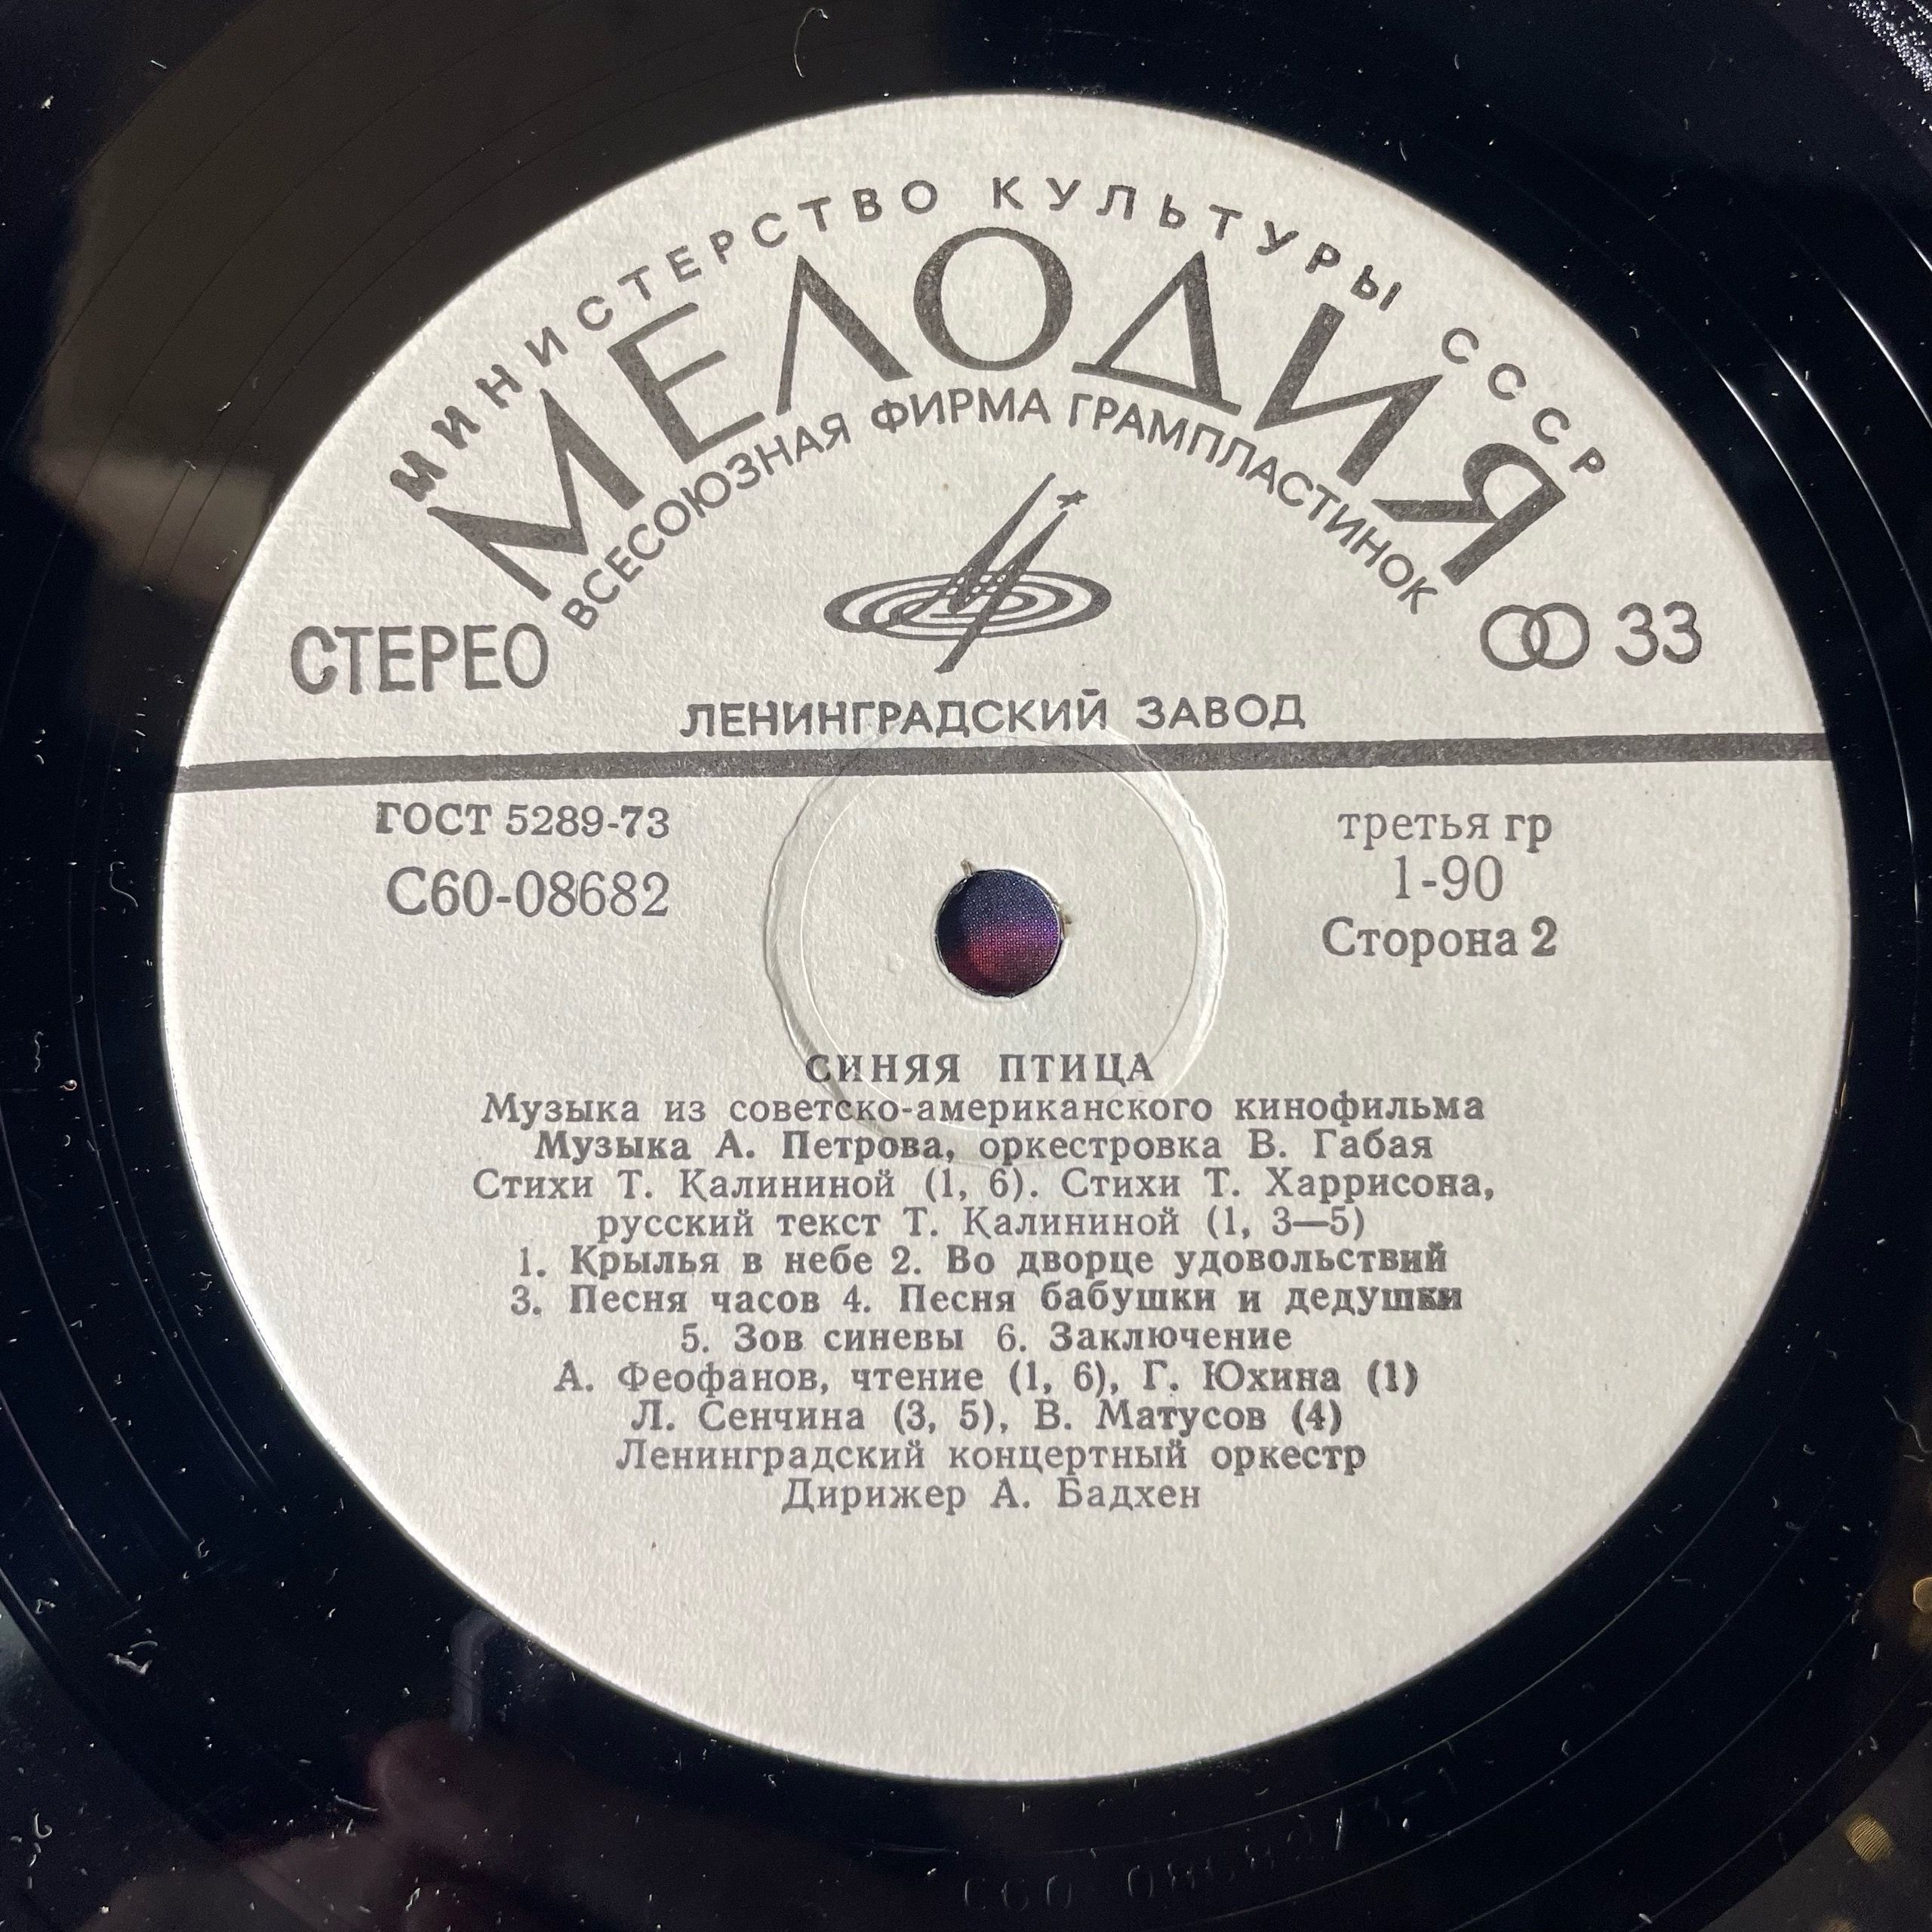 МИНИСТЕРСТВО КУЛЬТУРЫ СССР
МЕЛОДИЯ
ВСЕСОЮЗНАЯ ФИРМА ГРАМПЛАСТИНОК
СТЕРЕО
33
ЛЕНИНГРАДСКИЙ ЗАВОД
ГОСТ 5289-73
С60-08682
третья гр
1-90
Сторона 2
СИНЯЯ ПТИЦА
Музыка из советско-американского кинофильма
Музыка А. Петрова, оркестровка В. Габая
Стихи Т. Калининой (1, 6). Стихи Т. Харрисона,
русский текст Т. Калининой (1, 3—5)
1. Крылья в небе 2. Во дворце удовольствий
3. Песня часов 4. Песня бабушки и дедушки
5. Зов синевы 6. Заключение
А. Феофанов, чтение (1, 6), Г. Юхина (1)
Л. Сенчина (3, 5), В. Матусов (4)
Ленинградский концертный оркестр
Дирижер А. Бадхен